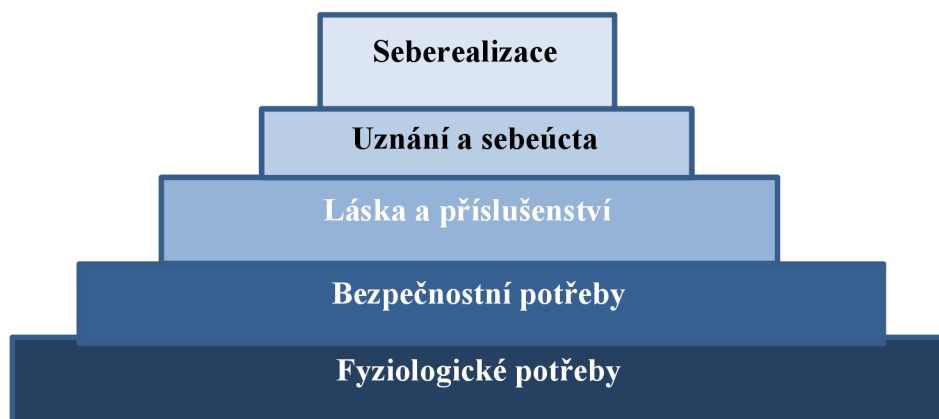 Seberealizace
Uznání a sebeúcta
Láska a příslušenství
Bezpečnostní potřeby
Fyziologické potřeby